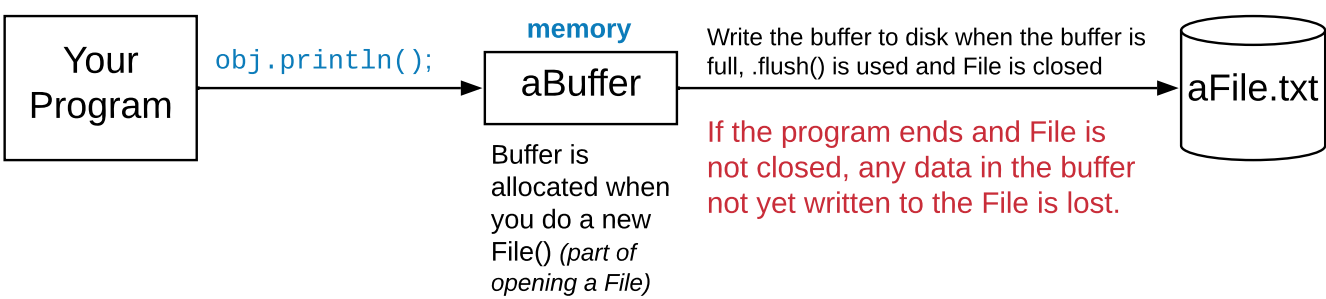 Your
Program
obj.println();
memory
aBuffer
Buffer is
allocated when
you do a new
File() (part of
opening a File)
Write the buffer to disk when the buffer is
full, .flush() is used and File is closed
If the program ends and File is
not closed, any data in the buffer
not yet written to the File is lost.
aFile.txt